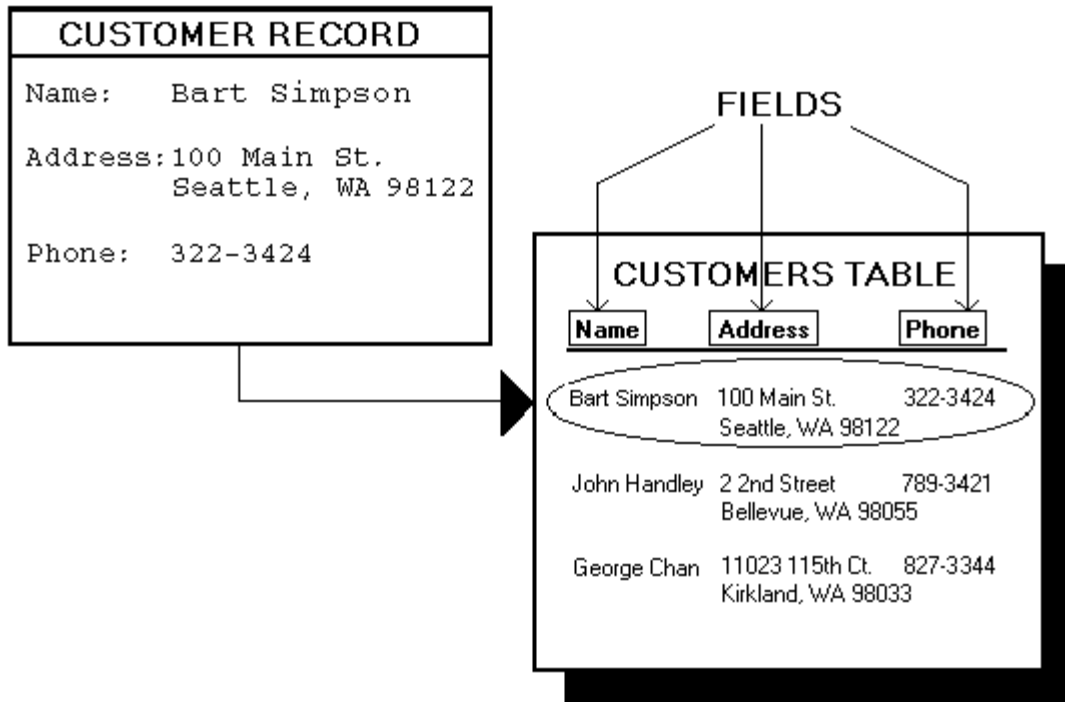 CUSTOMER RECORD
Name: Bart Simpson
Address: 100 Main St.
Seattle, WA 98122
Phone: 322-3424
FIELDS
CUSTOMERS TABLE
Name Address Phone
Bart Simpson 100 Main St. 322-3424
Seattle, WA 98122
John Handley 2 2nd Street 789-3421
Bellevue, WA 98055
George Chan 11023 115th Ct. 827-3344
Kirkland, WA 98033